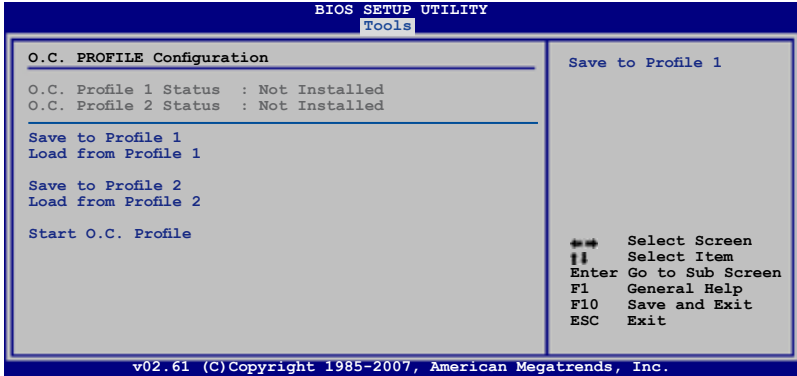 BIOS SETUP UTILITY
Tools
O.C. PROFILE Configuration
O.C. Profile 1 Status : Not Installed
O.C. Profile 2 Status : Not Installed
Save to Profile 1
Load from Profile 1
Save to Profile 2
Load from Profile 2
Start O.C. Profile
Save to Profile 1
←→ Select Screen
↑↓ Select Item
Enter Go to Sub Screen
F1 General Help
F10 Save and Exit
ESC Exit
v02.61 (C)Copyright 1985-2007, American Megatrends, Inc.